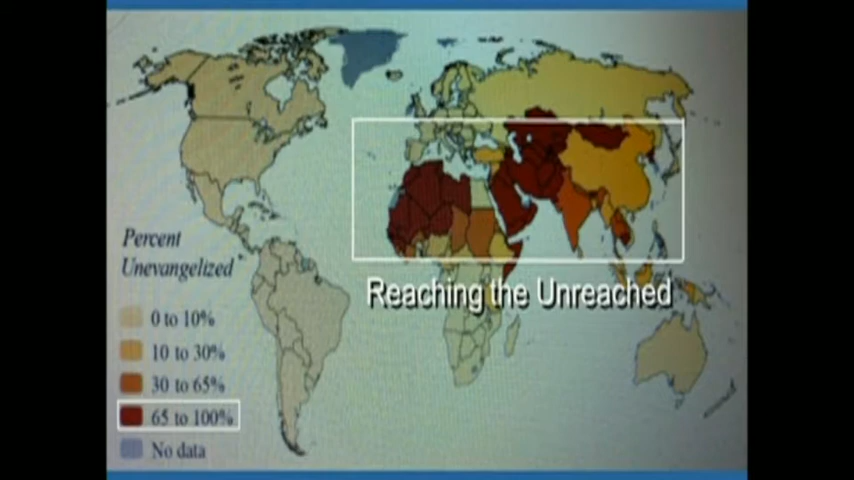 Percent
Unevangelized*
Reaching the Unreached
0 to 10%
10 to 30%
30 to 65%
65 to 100%
No data